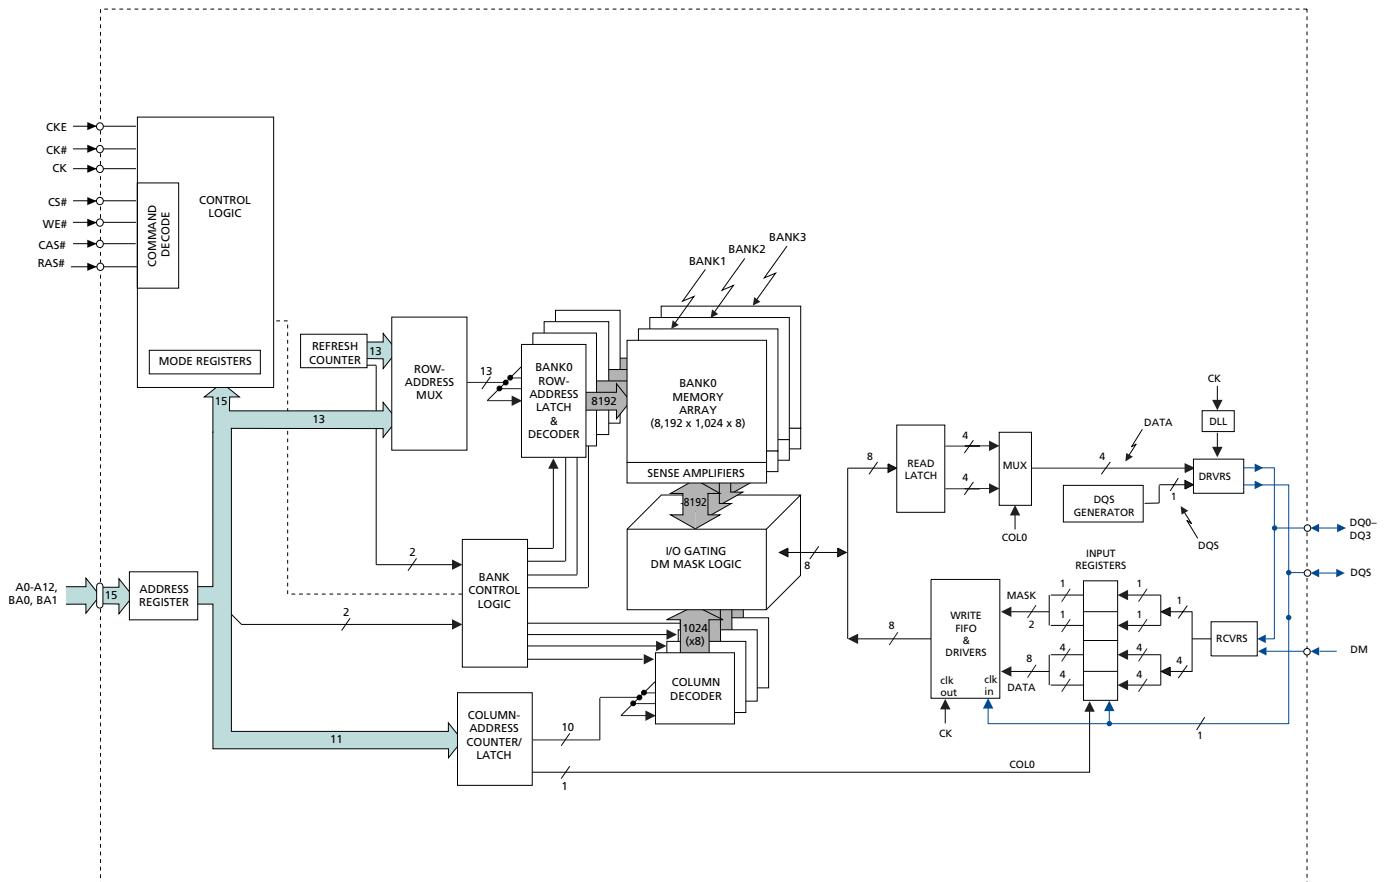 CKE
CK#
CK
CS#
WE#
CAS#
RAS#
COMMAND
DECODE
CONTROL
LOGIC
MODE REGISTERS
15
REFRESH
COUNTER
13
13
ROW-
ADDRESS
MUX
13
BANK0
ROW-
ADDRESS
LATCH
&
DECODER
8192
BANK1
BANK2
BANK3
BANK0
MEMORY
ARRAY
(8,192 x 1,024 x 8)
SENSE AMPLIFIERS
8192
I/O GATING
DM MASK LOGIC
8
A0-A12,
BA0, BA1
15
ADDRESS
REGISTER
2
2
BANK
CONTROL
LOGIC
1024
(x8)
COLUMN
DECODER
11
COLUMN-
ADDRESS
COUNTER/
LATCH
10
1
COL0
8
READ
LATCH
4
4
MUX
COL0
4
DATA
CK
DLL
DRVRS
DQS
GENERATOR
1
DQS
DQ0–
DQ3
DQS
DM
INPUT
REGISTERS
8
WRITE
FIFO
&
DRIVERS
clk
out
clk
in
CK
MASK
2
8
DATA
1
1
4
4
1
1
4
4
1
4
RCVRS
1